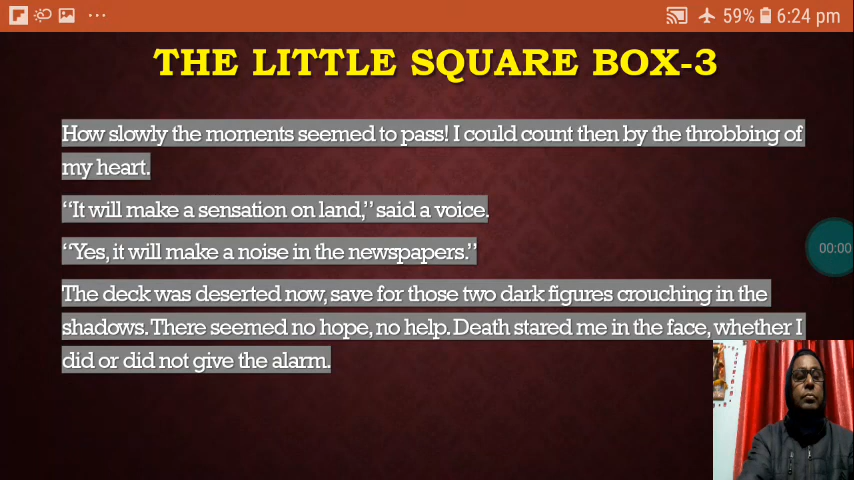 59% 6:24 pm
THE LITTLE SQUARE BOX-3
How slowly the moments seemed to pass! I could count then by the throbbing of
my heart.
“It will make a sensation on land,” said a voice.
“Yes, it will make a noise in the newspapers.”
00:00
The deck was deserted now, save for those two dark figures crouching in the
shadows. There seemed no hope, no help. Death stared me in the face, whether I
did or did not give the alarm.